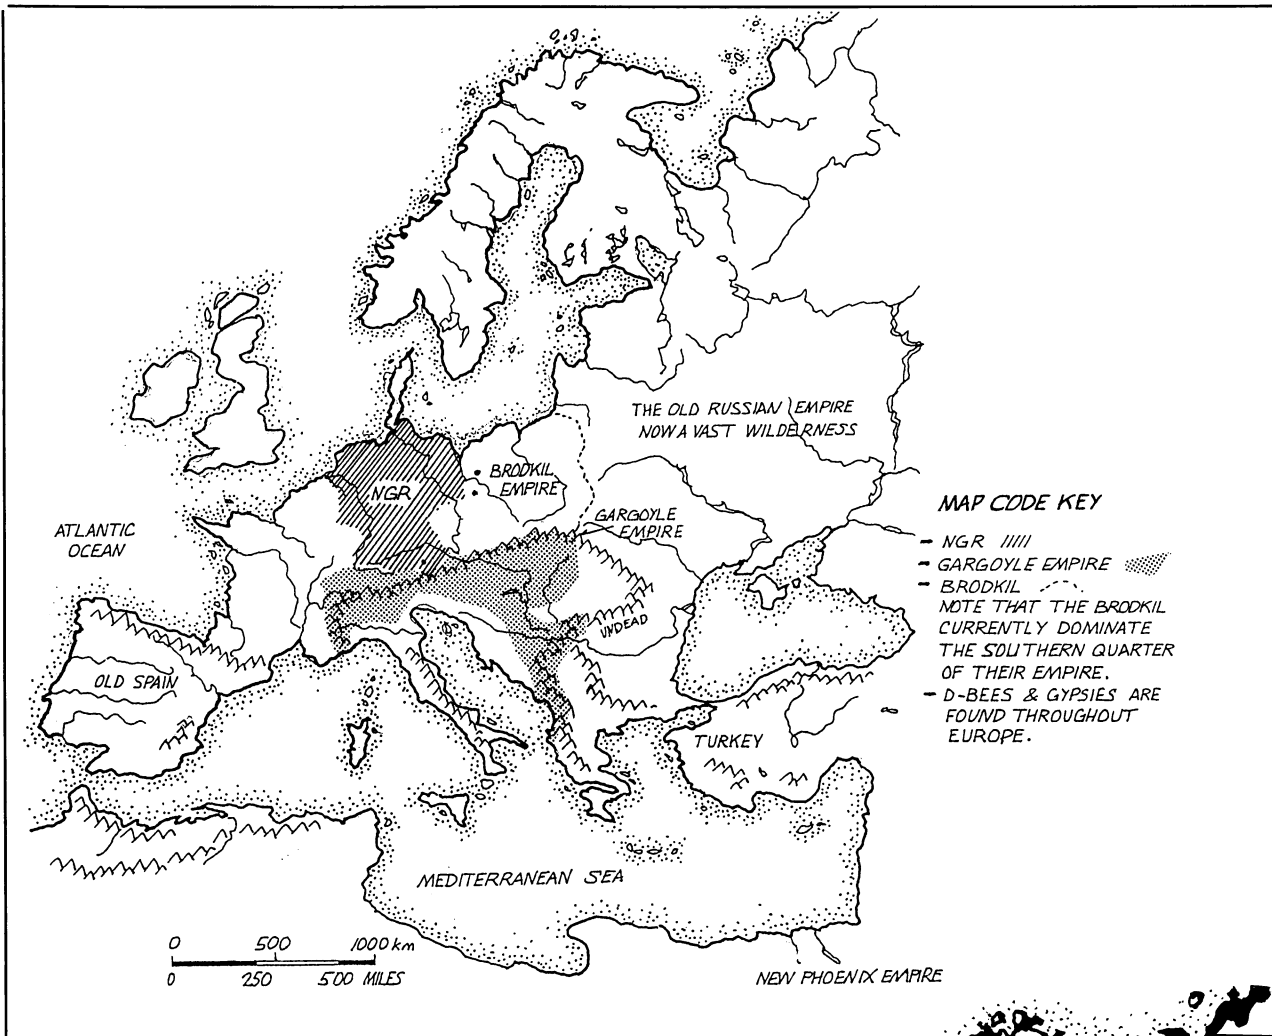 THE OLD RUSSIAN EMPIRE
NOW A VAST WILDERNESS
NGR
BRODKIL
EMPIRE
GARGOYLE
EMPIRE
ATLANTIC
OCEAN
UNDEAD
OLD SPAIN
TURKEY
MEDITERRANEAN SEA
NEW PHOENIX EMPIRE
MAP CODE KEY
- NGR /////
- GARGOYLE EMPIRE
- BRODKIL
NOTE THAT THE BRODKIL
CURRENTLY DOMINATE
THE SOUTHERN QUARTER
OF THEIR EMPIRE.
- D-BEES & GYPSIES ARE
FOUND THROUGHOUT
EUROPE.
0 500 1000 km
0 250 500 MILES